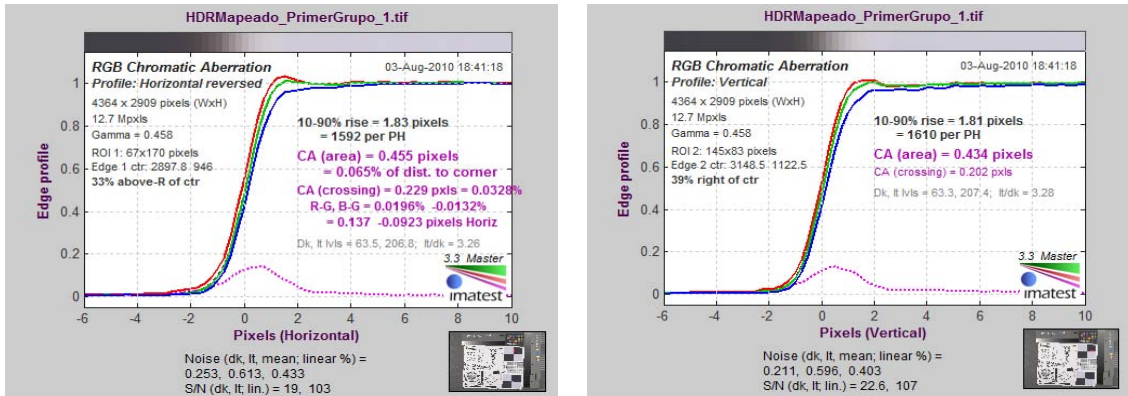 HDRMapeado_PrimerGrupo_1.tif
RGB Chromatic Aberration 03-Aug-2010 18:41:18
Profile: Horizontal reversed
4364 x 2909 pixels (WxH)
12.7 Mpxls
Gamma = 0.458
ROI 1: 67x170 pixels
Edge 1 ctr: 2897.8 946
33% above-R of ctr
10-90% rise = 1.83 pixels
= 1592 per PH
CA (area) = 0.455 pixels
= 0.065% of dist. to corner
CA (crossing) = 0.229 pxls = 0.0328%
R-G, B-G = 0.0196% -0.0132%
= 0.137 -0.0923 pixels Horiz
Dk, lt lvls = 63.5, 206.8; lt/dk = 3.26
3.3 Master
imatest
Edge profile
1
0.8
0.6
0.4
0.2
0
-6 -4 -2 0 2 4 6 8 10
Pixels (Horizontal)
Noise (dk, lt, mean; linear %) =
0.253, 0.613, 0.433
S/N (dk, lt; lin.) = 19, 103
HDRMapeado_PrimerGrupo_1.tif
RGB Chromatic Aberration 03-Aug-2010 18:41:18
Profile: Vertical
4364 x 2909 pixels (WxH)
12.7 Mpxls
Gamma = 0.458
ROI 2: 145x83 pixels
Edge 2 ctr: 3148.5 1122.5
39% right of ctr
10-90% rise = 1.81 pixels
= 1610 per PH
CA (area) = 0.434 pixels
CA (crossing) = 0.202 pxls
Dk, lt lvls = 63.3, 207.4; lt/dk = 3.28
3.3 Master
imatest
Edge profile
1
0.8
0.6
0.4
0.2
0
-6 -4 -2 0 2 4 6 8 10
Pixels (Vertical)
Noise (dk, lt, mean; linear %) =
0.211, 0.596, 0.403
S/N (dk, lt; lin.) = 22.6, 107